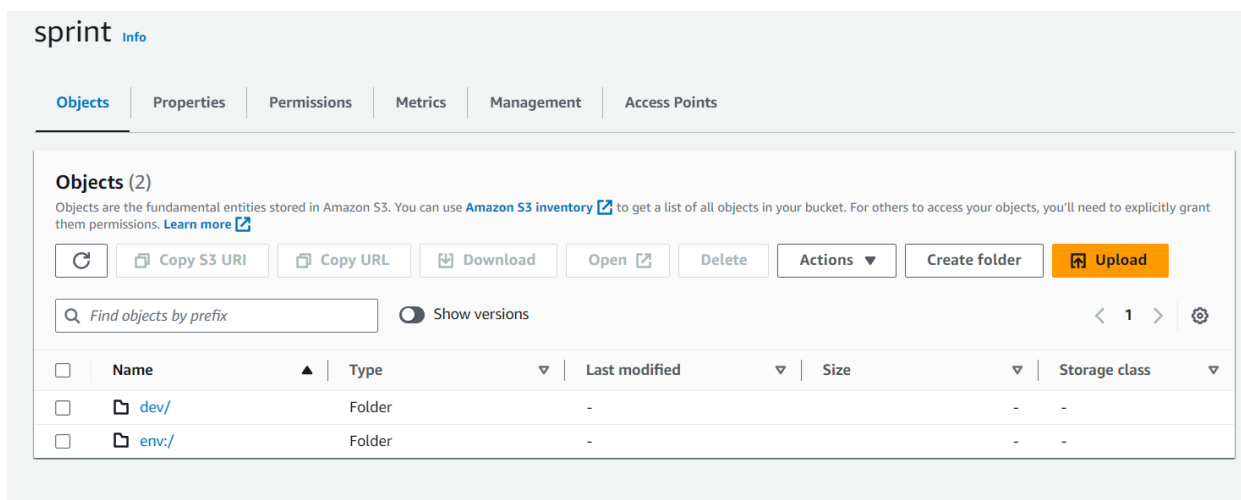 sprint Info
Objects Properties Permissions Metrics Management Access Points
Objects (2)
Objects are the fundamental entities stored in Amazon S3. You can use Amazon S3 inventory to get a list of all objects in your bucket. For others to access your objects, you'll need to explicitly grant
them permissions. Learn more
Copy S3 URI Copy URL Download Open Delete Actions Create folder Upload
Find objects by prefix Show versions 1
Name Type Last modified Size Storage class
dev/ Folder - - -
env:/ Folder - - -